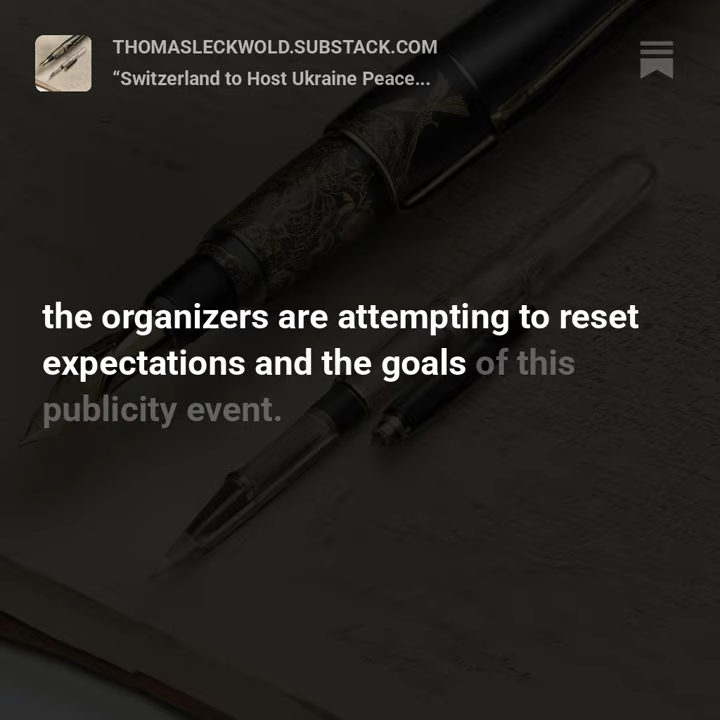 THOMASLECKWOLD.SUBSTACK.COM
“Switzerland to Host Ukraine Peace...
the organizers are attempting to reset
expectations and the goals of this
publicity event.